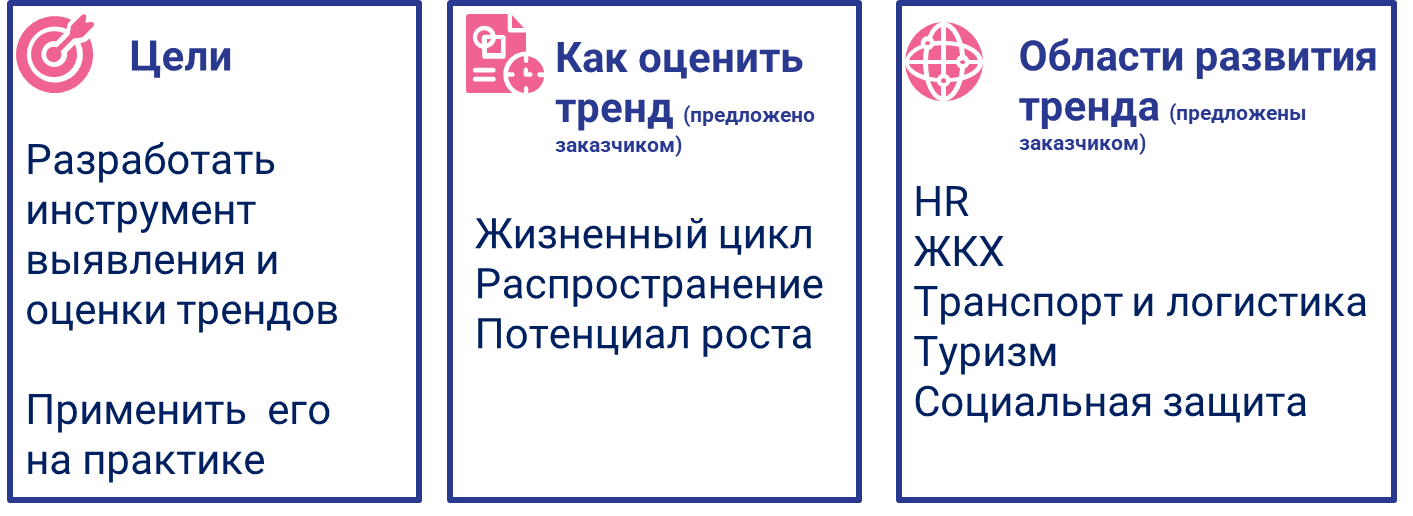 Цели
Разработать
инструмент
выявления и
оценки трендов
Применить его
на практике
Как оценить
тренд (предложено
заказчиком)
Жизненный цикл
Распространение
Потенциал роста
Области развития
тренда (предложены
заказчиком)
HR
ЖКХ
Транспорт и логистика
Туризм
Социальная защита